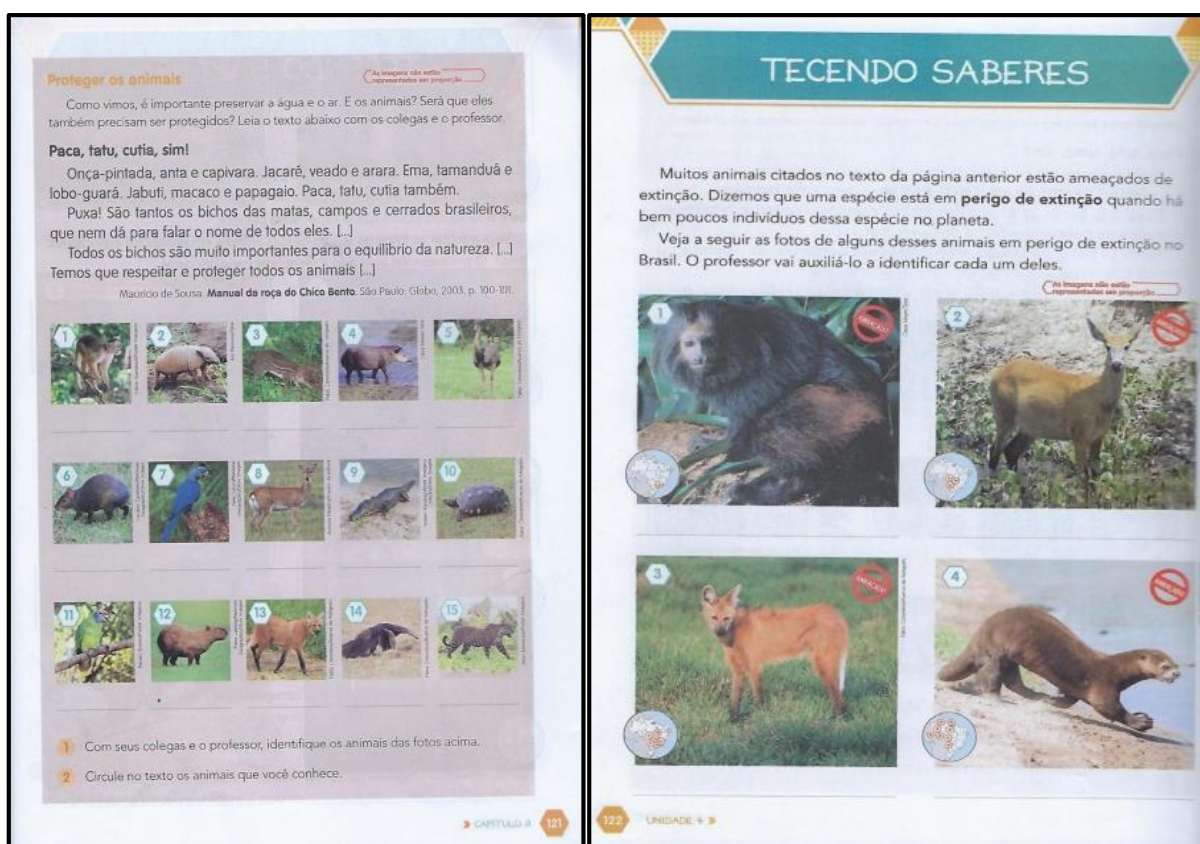 Proteger os animais
As imagens não estão
representadas em proporção.
Como vimos, é importante preservar a água e o ar. E os animais? Será que eles
também precisam ser protegidos? Leia o texto abaixo com os colegas e o professor.
Paca, tatu, cutia, sim!
Onça-pintada, anta e capivara. Jacaré, veado e arara. Ema, tamanduá e
lobo-guará. Jabuti, macaco e papagaio. Paca, tatu, cutia também.
Puxa! São tantos os bichos das matas, campos e cerrados brasileiros,
que nem dá para falar o nome de todos eles. [...]
Todos os bichos são muito importantes para o equilíbrio da natureza. [...]
Temos que respeitar e proteger todos os animais [...]
Mauricio de Sousa. Manual da roça do Chico Bento. São Paulo: Globo, 2003. p. 100-101.
1 2 3 4 5
6 7 8 9 10
11 12 13 14 15
1 Com seus colegas e o professor, identifique os animais das fotos acima.
2 Circule no texto os animais que você conhece.
CAPÍTULO 8 121
TECENDO SABERES
Muitos animais citados no texto da página anterior estão ameaçados de
extinção. Dizemos que uma espécie está em perigo de extinção quando há
bem poucos indivíduos dessa espécie no planeta.
Veja a seguir as fotos de alguns desses animais em perigo de extinção no
Brasil. O professor vai auxiliá-lo a identificar cada um deles.
As imagens não estão
representadas em proporção.
1 AMEAÇADO 2
3 AMEAÇADO 4
122 UNIDADE 4